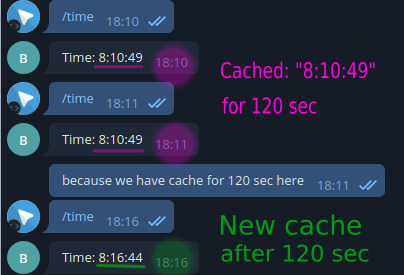 /time 18:10
B Time: 8:10:49 18:10
Cached: "8:10:49"
for 120 sec
/time 18:11
B Time: 8:10:49 18:11
because we have cache for 120 sec here 18:11
/time 18:16
B Time: 8:16:44 18:16
New cache
after 120 sec